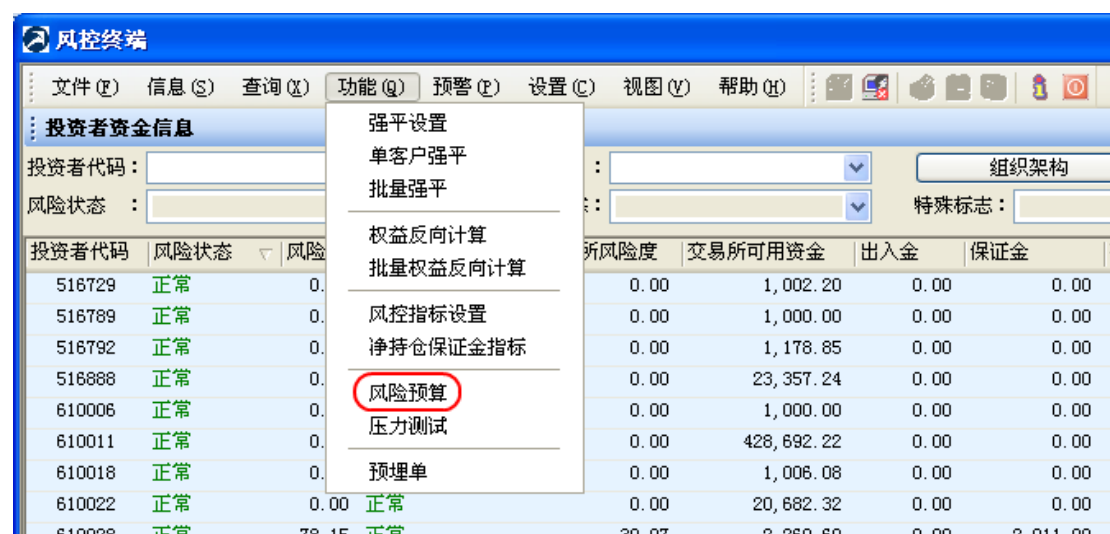 风控终端
文件(F) 信息(S) 查询(X) 功能(Q) 预警(P) 设置(C) 视图(V) 帮助(H)
投资者资金信息
强平设置
单客户强平
批量强平
权益反向计算
批量权益反向计算
风控指标设置
净持仓保证金指标
风险预算
压力测试
预埋单
投资者代码: : 组织架构
风险状态 : : 特殊标志:
投资者代码 风险状态 风险 所风险度 交易所可用资金 出入金 保证金
516729 正常 0. 0.00 1,002.20 0.00 0.00
516789 正常 0. 0.00 1,000.00 0.00 0.00
516792 正常 0. 0.00 1,178.85 0.00 0.00
516888 正常 0. 0.00 23,357.24 0.00 0.00
610006 正常 0. 0.00 1,000.00 0.00 0.00
610011 正常 0. 0.00 428,692.22 0.00 0.00
610018 正常 0. 0.00 1,006.08 0.00 0.00
610022 正常 0.00 正常 0.00 20,682.32 0.00 0.00